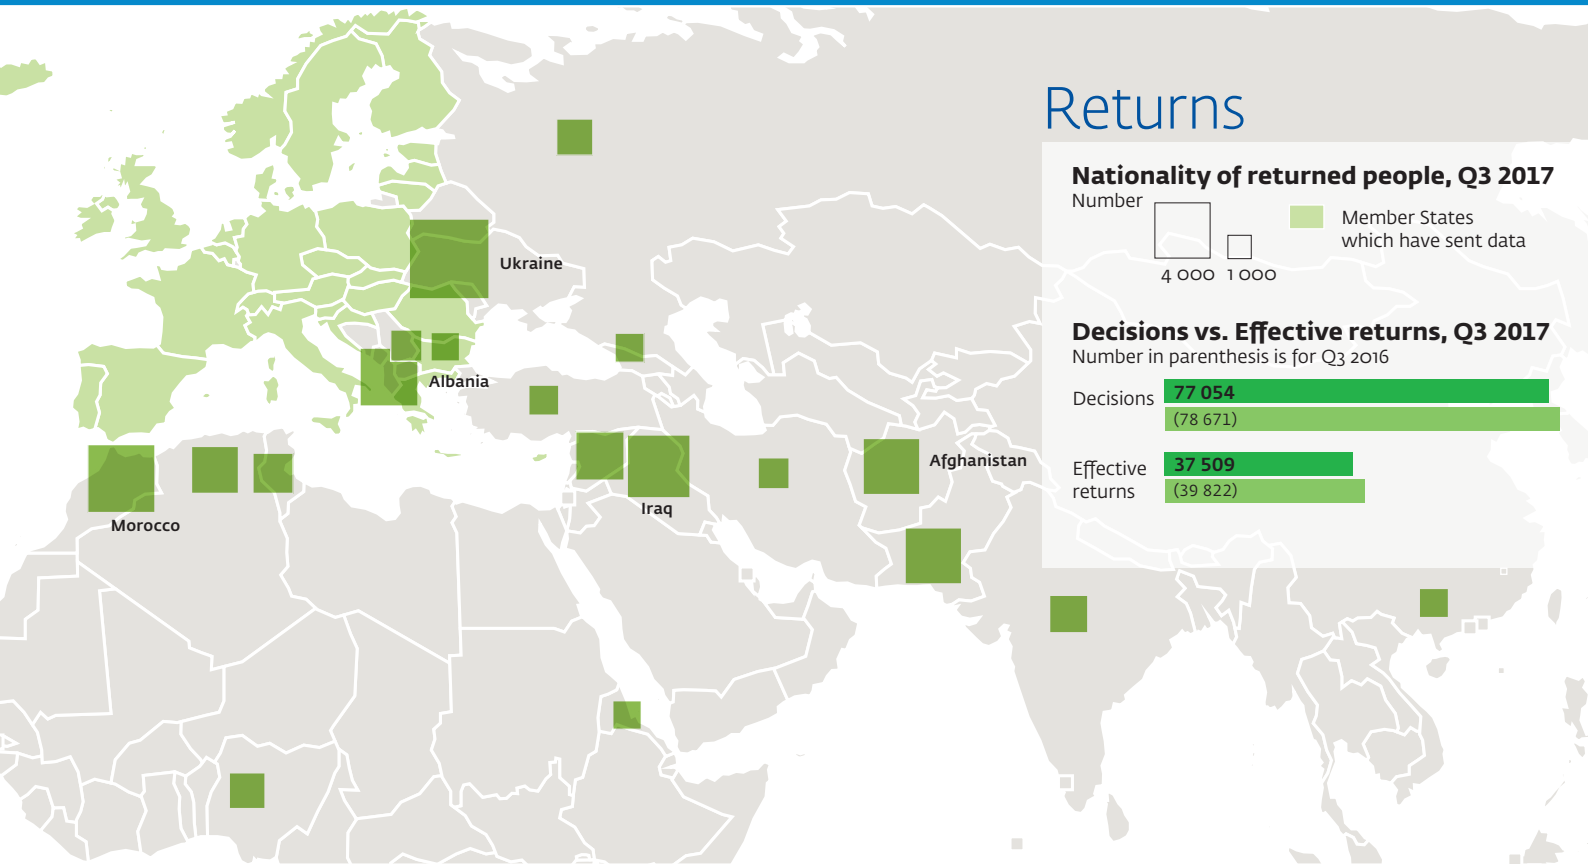 Returns
Nationality of returned people, Q3 2017
Number
Member States
which have sent data
4 000 1 000
Decisions vs. Effective returns, Q3 2017
Number in parenthesis is for Q3 2016
Decisions
77 054
(78 671)
Effective
returns
37 509
(39 822)
Ukraine
Albania
Afghanistan
Iraq
Morocco